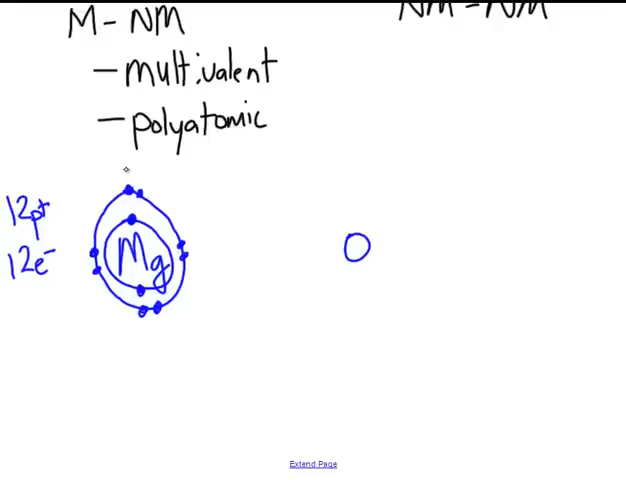 M - NM
NM - NM
- multivalent
- polyatomic
12p+
12e-
Mg
O
Extend Page